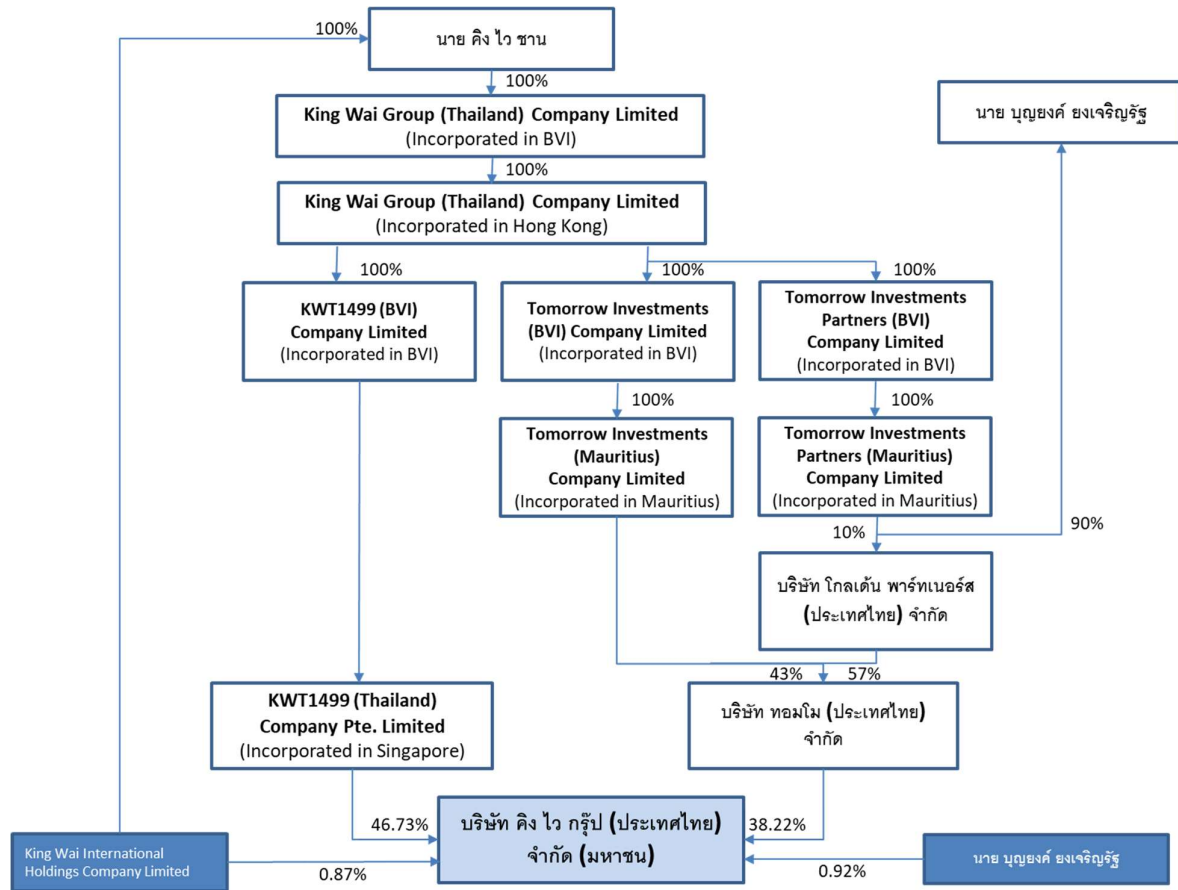 100%
นาย คิง ไว ชาน
100%
King Wai Group (Thailand) Company Limited
(Incorporated in BVI)
นาย บุญยงค์ ยงเจริญรัฐ
100%
King Wai Group (Thailand) Company Limited
(Incorporated in Hong Kong)
100%
100%
100%
KWT1499 (BVI)
Company Limited
(Incorporated in BVI)
Tomorrow Investments
(BVI) Company Limited
(Incorporated in BVI)
Tomorrow Investments
Partners (BVI)
Company Limited
(Incorporated in BVI)
100%
100%
Tomorrow Investments
(Mauritius)
Company Limited
(Incorporated in Mauritius)
Tomorrow Investments
Partners (Mauritius)
Company Limited
(Incorporated in Mauritius)
10%
90%
บริษัท โกลเด้น พาร์ทเนอร์ส
(ประเทศไทย) จำกัด
43%
57%
KWT1499 (Thailand)
Company Pte. Limited
(Incorporated in Singapore)
บริษัท ทอมโม (ประเทศไทย)
จำกัด
46.73%
บริษัท คิง ไว กรุ๊ป (ประเทศไทย)
จำกัด (มหาชน)
38.22%
King Wai International
Holdings Company Limited
0.87%
0.92%
นาย บุญยงค์ ยงเจริญรัฐ